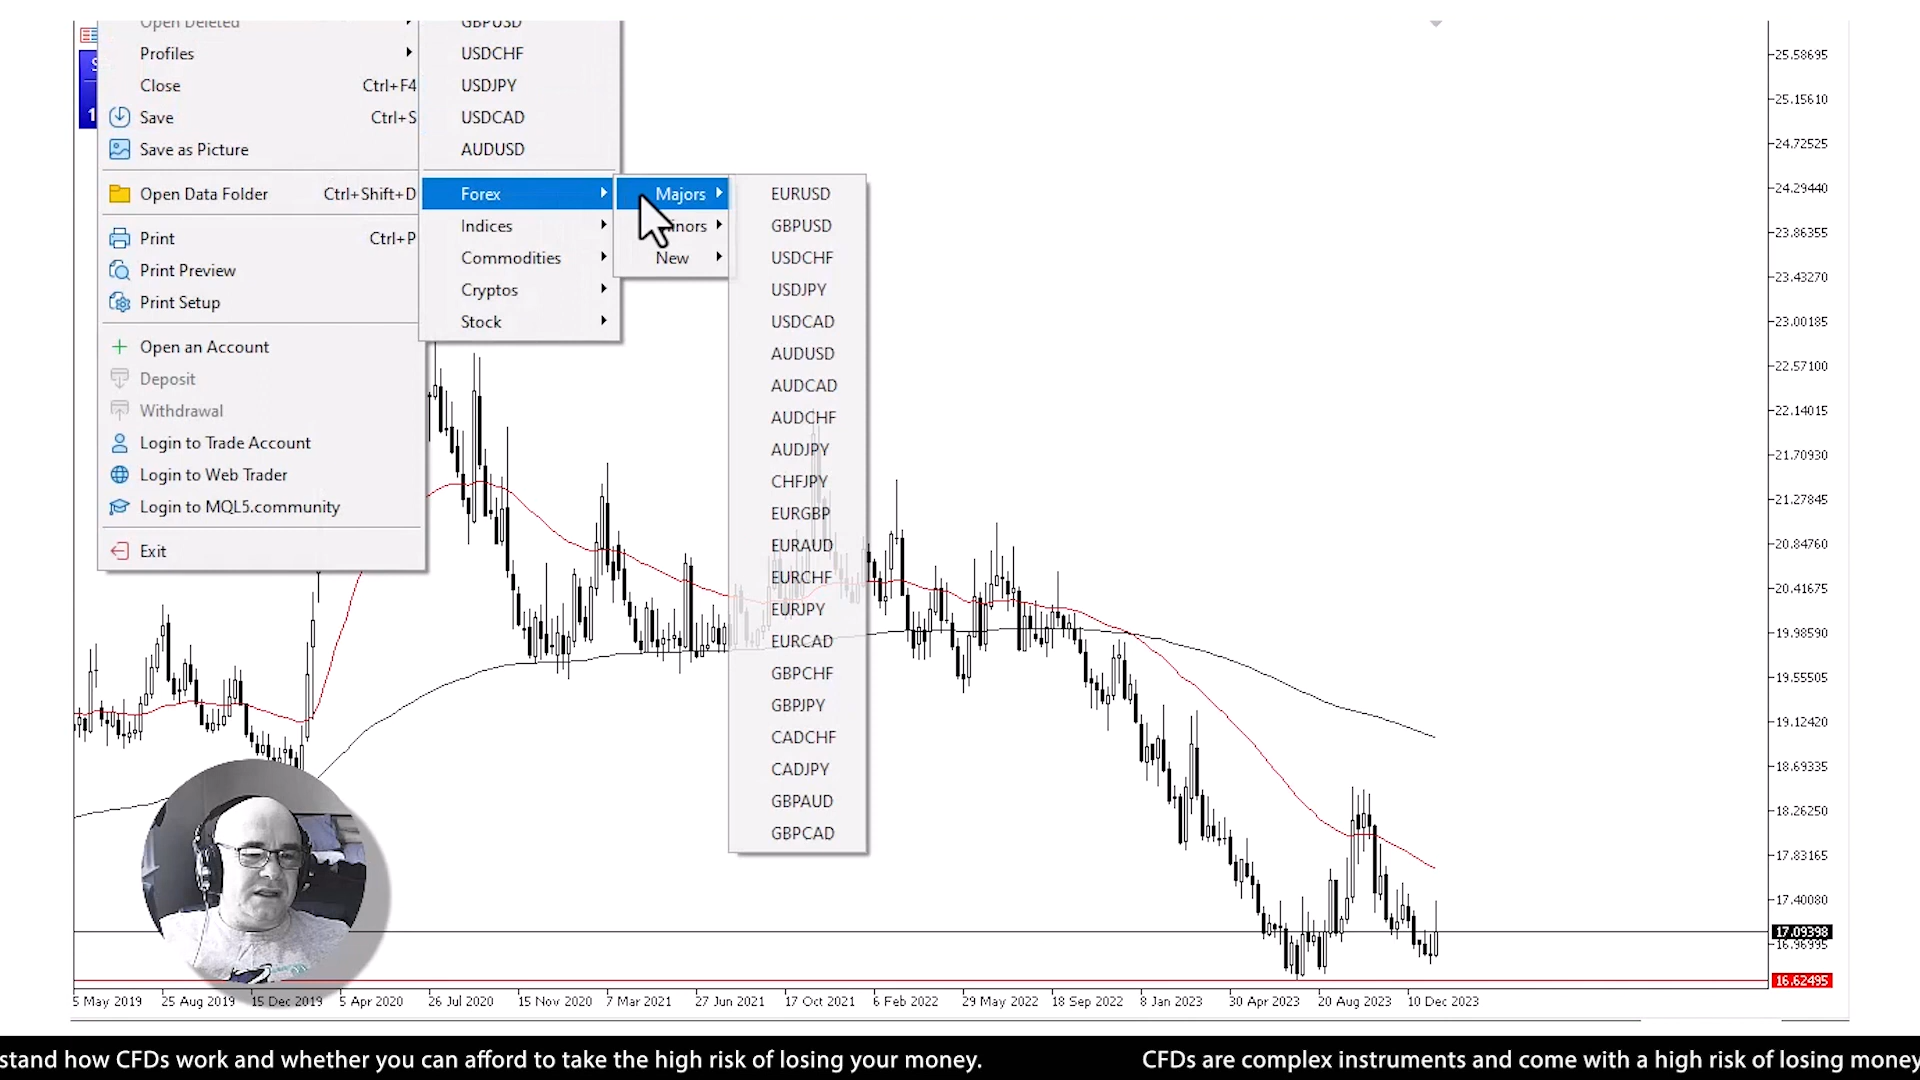 Open Deleted
Profiles
Close Ctrl+F4
Save Ctrl+S
Save as Picture
Open Data Folder Ctrl+Shift+D
Print Ctrl+P
Print Preview
Print Setup
Open an Account
Deposit
Withdrawal
Login to Trade Account
Login to Web Trader
Login to MQL5.community
Exit
GBPUSD
USDCHF
USDJPY
USDCAD
AUDUSD
Forex
Indices
Commodities
Cryptos
Stock
Majors
New
EURUSD
GBPUSD
USDCHF
USDJPY
USDCAD
AUDUSD
AUDCAD
AUDCHF
AUDJPY
CHFJPY
EURGBP
EURAUD
EURCHF
EURJPY
EURCAD
GBPCHF
GBPJPY
CADCHF
CADJPY
GBPAUD
GBPCAD
25.58695
25.15610
24.72525
24.29440
23.86355
23.43270
23.00185
22.57100
22.14015
21.70930
21.27845
20.84760
20.41675
19.98590
19.55505
19.12420
18.69335
18.26250
17.83165
17.40080
17.09398
16.96995
16.62495
5 May 2019 25 Aug 2019 15 Dec 2019 5 Apr 2020 26 Jul 2020 15 Nov 2020 7 Mar 2021 27 Jun 2021 17 Oct 2021 6 Feb 2022 29 May 2022 18 Sep 2022 8 Jan 2023 30 Apr 2023 20 Aug 2023 10 Dec 2023
stand how CFDs work and whether you can afford to take the high risk of losing your money. CFDs are complex instruments and come with a high risk of losing money